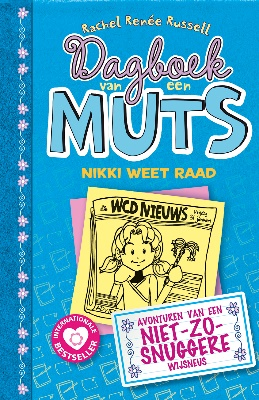 Rachel Renée Russell
Dagboek
van een
MUTS
NIKKI WEET RAAD
WCD NIEUWS
AVONTUREN VAN EEN
NIET-ZO-
SNUGGERE
WIJSNEUS
INTERNATIONALE
BESTSELLER